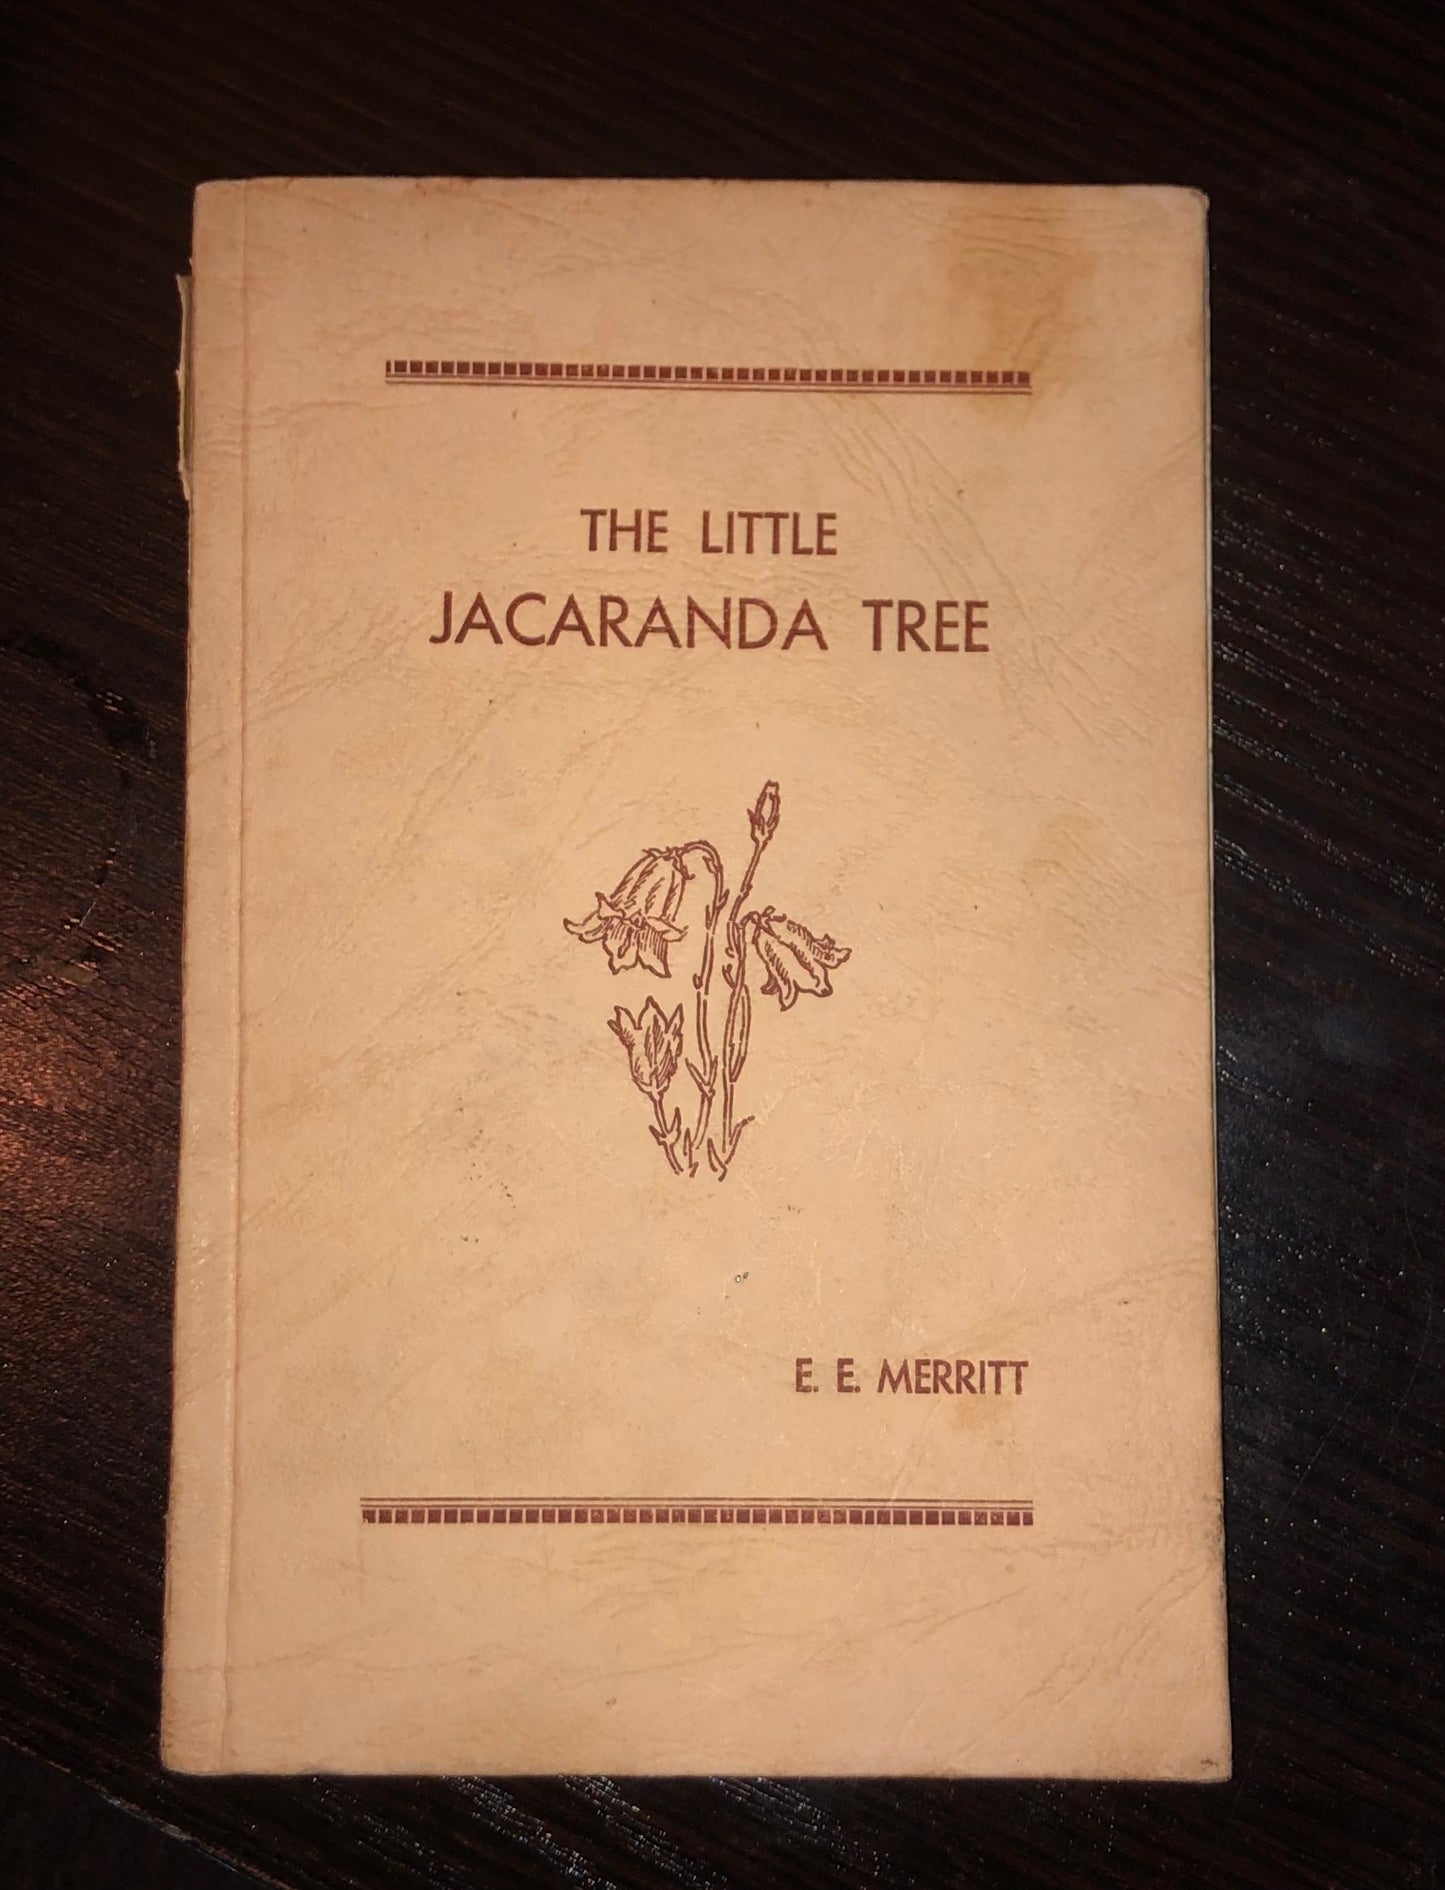 THE LITTLE
JACARANDA TREE
E. E. MERRITT